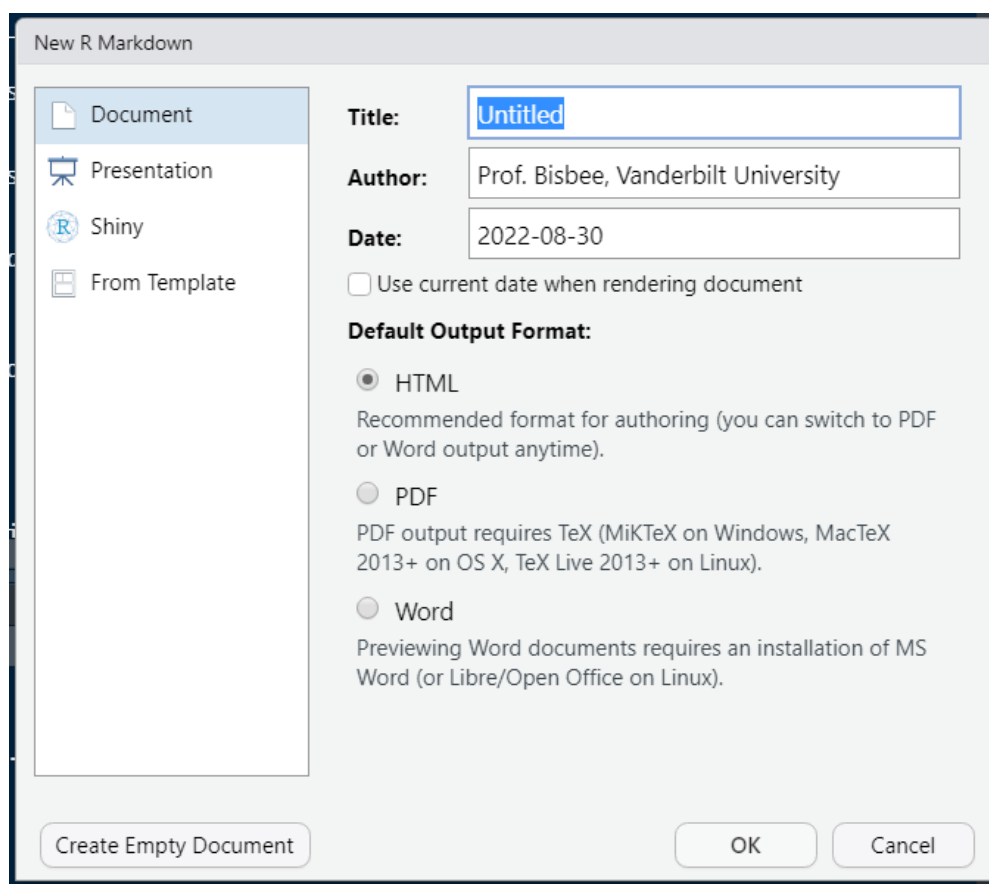 New R Markdown
Document
Presentation
Shiny
From Template
Title:
Untitled
Author:
Prof. Bisbee, Vanderbilt University
Date:
2022-08-30
Use current date when rendering document
Default Output Format:
HTML
Recommended format for authoring (you can switch to PDF
or Word output anytime).
PDF
PDF output requires TeX (MiKTeX on Windows, MacTeX
2013+ on OS X, TeX Live 2013+ on Linux).
Word
Previewing Word documents requires an installation of MS
Word (or Libre/Open Office on Linux).
Create Empty Document
OK
Cancel